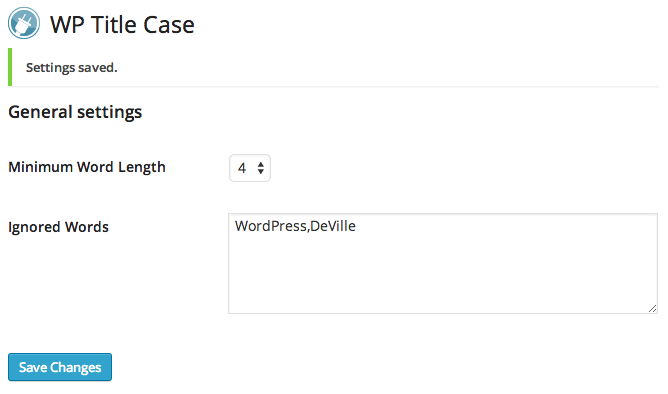 WP Title Case
Settings saved.
General settings
Minimum Word Length
4
Ignored Words
WordPress,DeVille
Save Changes